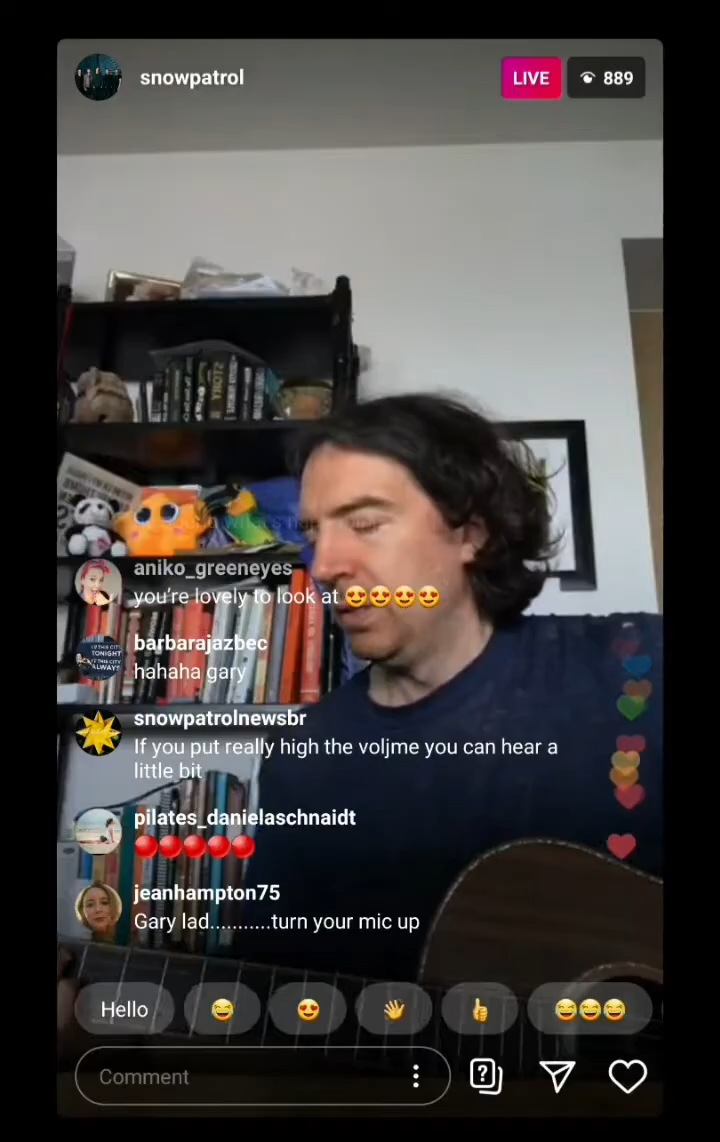 snowpatrol
LIVE
889
aniko_greeneyes
you're lovely to look at 😍😍😍😍
barbarajazbec
hahaha gary
snowpatrolnewsbr
If you put really high the voljme you can hear a
little bit
pilates_danielaschnaidt
🔴🔴🔴🔴🔴
jeanhampton75
Gary lad...........turn your mic up
Hello 😅 😍 👋 👍 😂😂😂
Comment